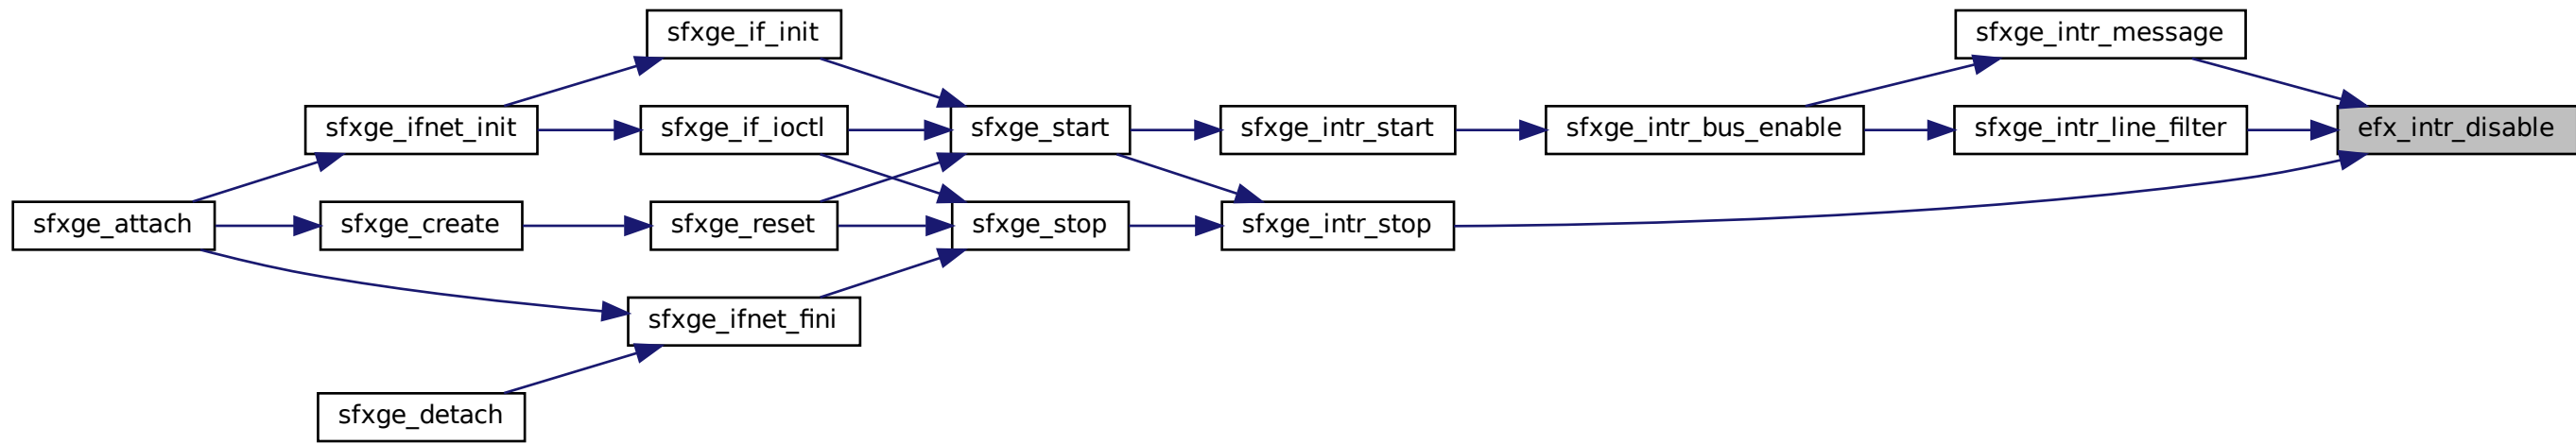 sfxge_if_init
sfxge_intr_message
sfxge_ifnet_init
sfxge_if_ioctl
sfxge_start
sfxge_intr_start
sfxge_intr_bus_enable
sfxge_intr_line_filter
efx_intr_disable
sfxge_attach
sfxge_create
sfxge_reset
sfxge_stop
sfxge_intr_stop
sfxge_ifnet_fini
sfxge_detach